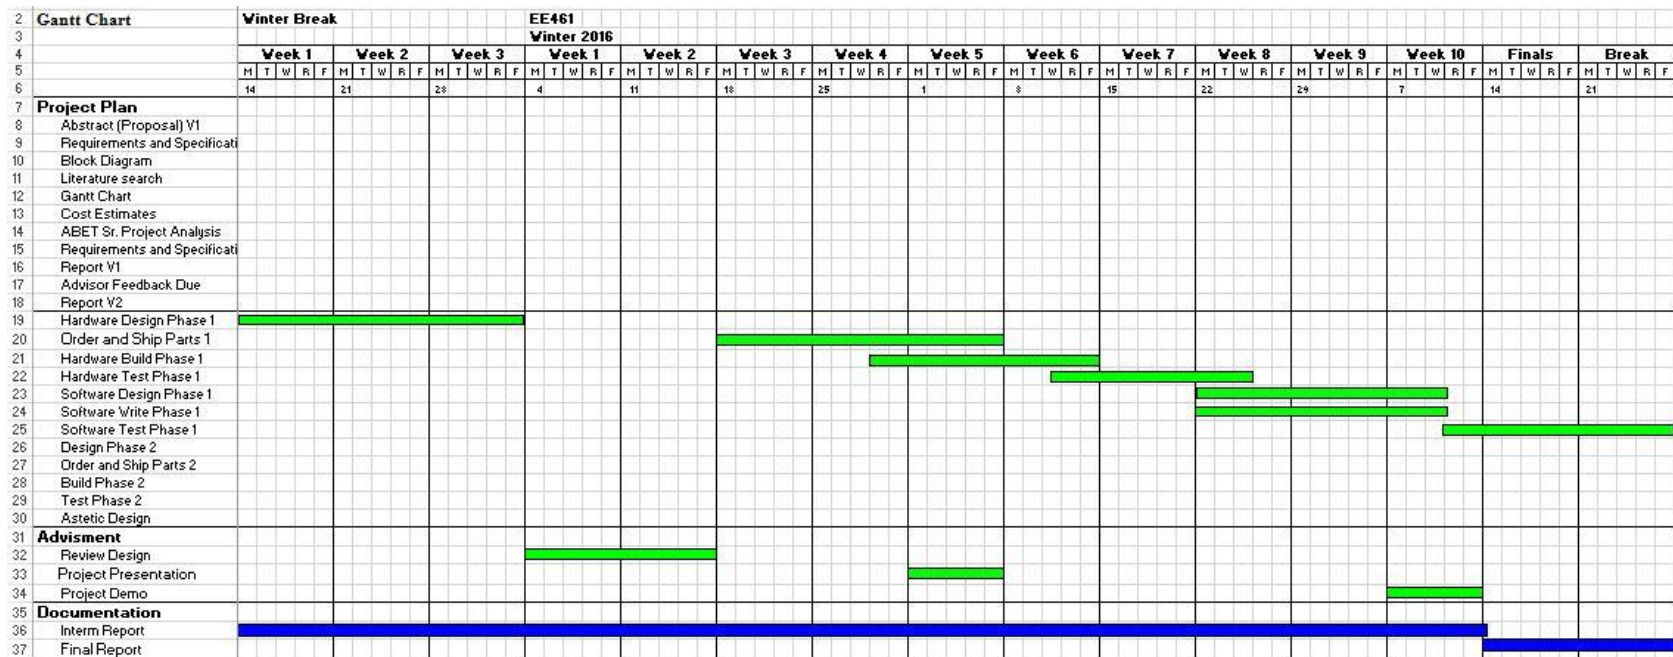 2 Gantt Chart Winter Break EE461
3 Winter 2016
4 Week 1 Week 2 Week 3 Week 1 Week 2 Week 3 Week 4 Week 5 Week 6 Week 7 Week 8 Week 9 Week 10 Finals Break
5 M T W R F M T W R F M T W R F M T W R F M T W R F M T W R F M T W R F M T W R F M T W R F M T W R F M T W R F M T W R F M T W R F M T W R F M T W R F
6 14 21 28 4 11 18 25 1 8 15 22 29 7 14 21
7 Project Plan
8 Abstract (Proposal) V1
9 Requirements and Specificati
10 Block Diagram
11 Literature search
12 Gantt Chart
13 Cost Estimates
14 ABET Sr. Project Analysis
15 Requirements and Specificati
16 Report V1
17 Advisor Feedback Due
18 Report V2
19 Hardware Design Phase 1
20 Order and Ship Parts 1
21 Hardware Build Phase 1
22 Hardware Test Phase 1
23 Software Design Phase 1
24 Software Write Phase 1
25 Software Test Phase 1
26 Design Phase 2
27 Order and Ship Parts 2
28 Build Phase 2
29 Test Phase 2
30 Astetic Design
31 Advisment
32 Review Design
33 Project Presentation
34 Project Demo
35 Documentation
36 Interm Report
37 Final Report